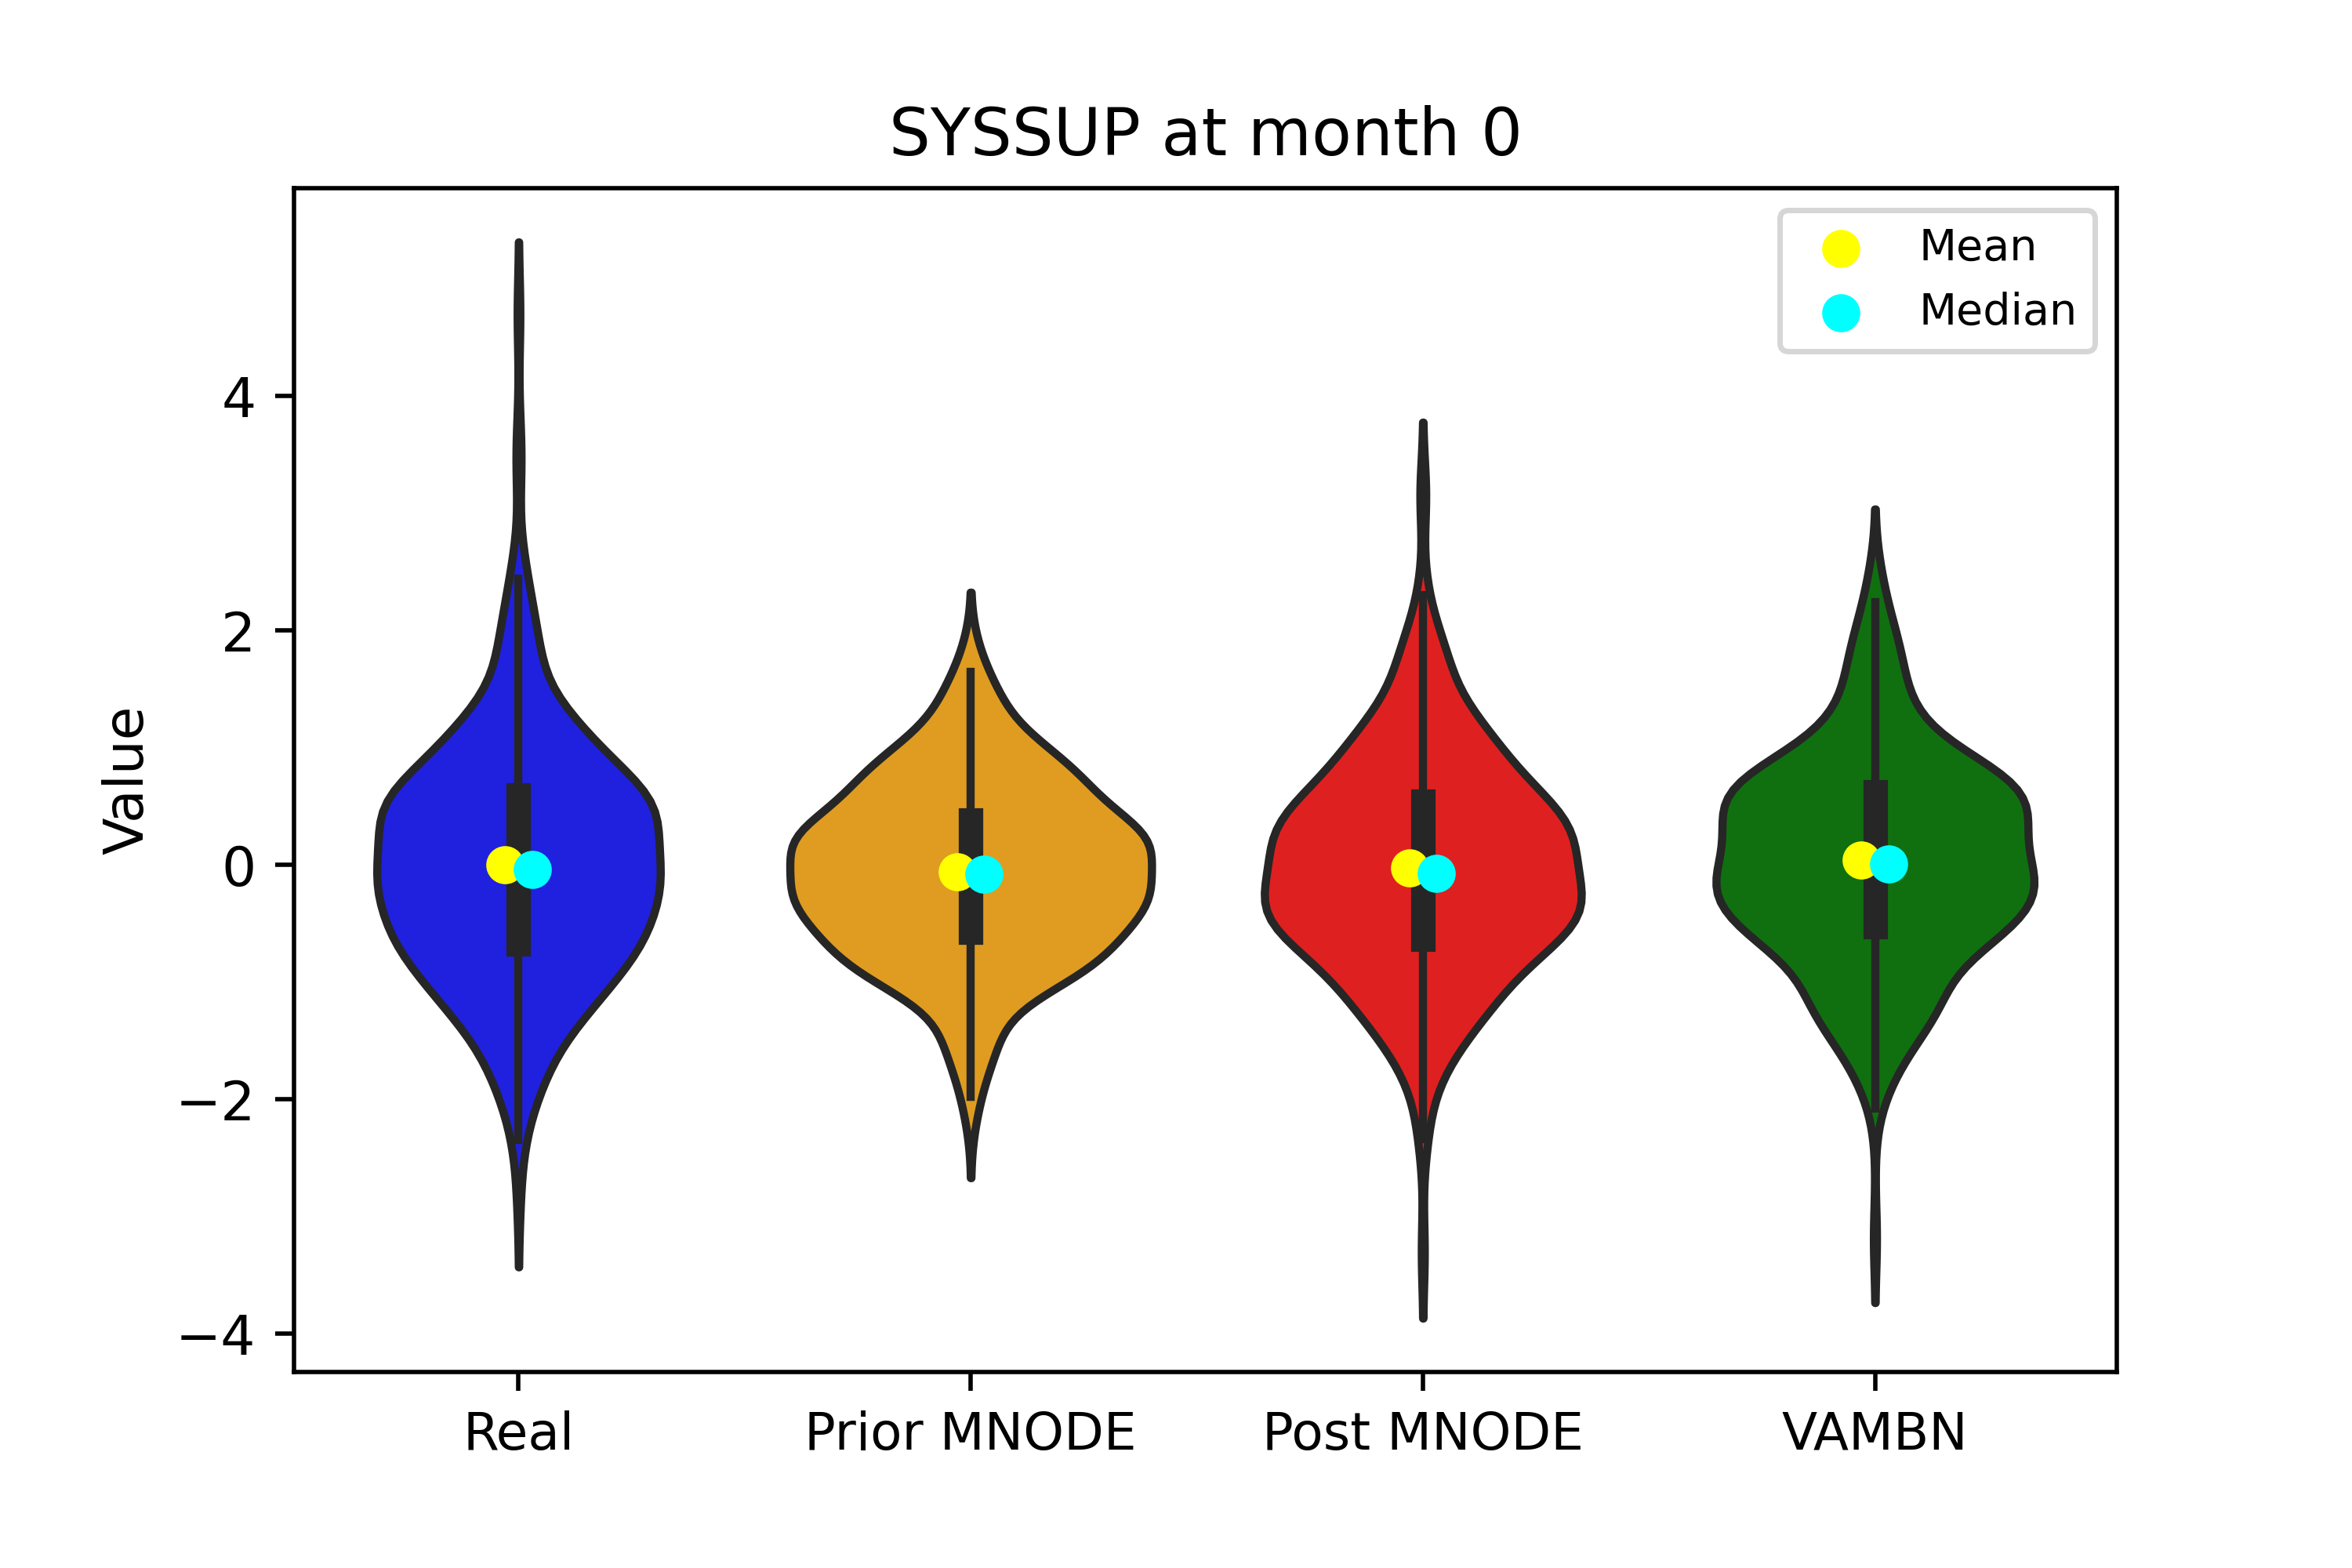 SYSSUP at month 0
Mean
Median
Value
4
2
0
−2
−4
Real
Prior MNODE
Post MNODE
VAMBN